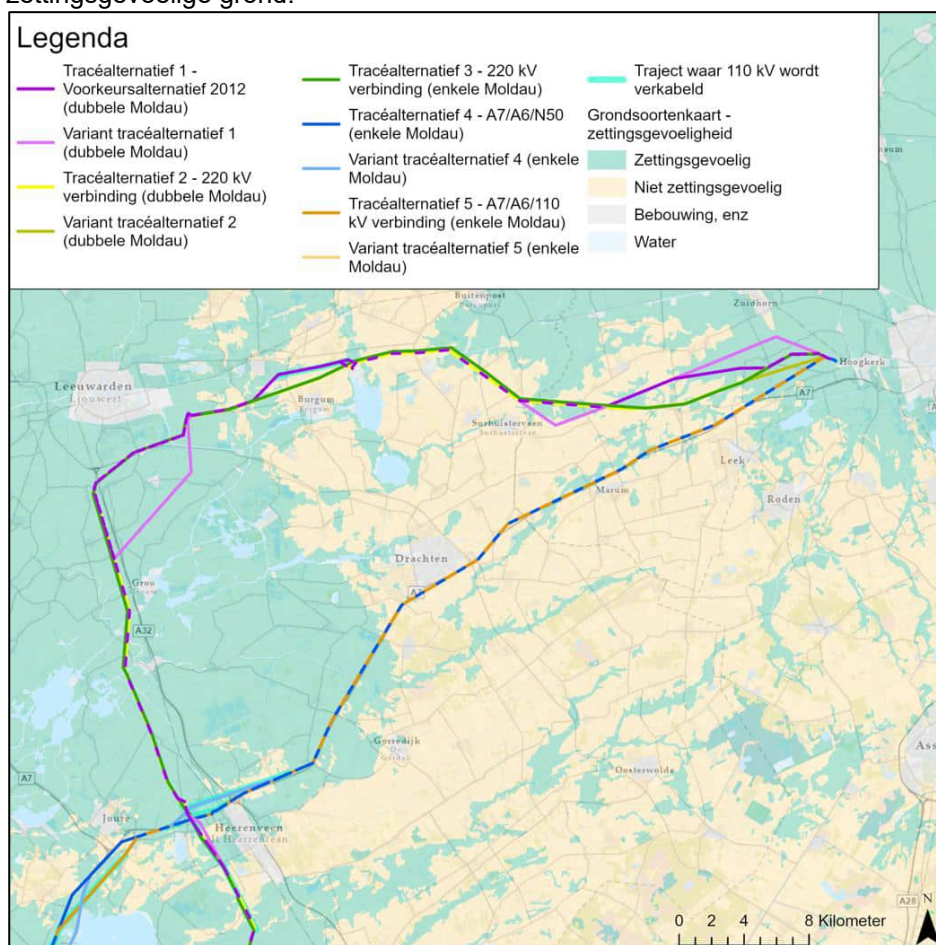 zettingsgevoelige grond.
Legenda
Tracéalternatief 1 -
Voorkeursalternatief 2012
(dubbele Moldau)
Variant tracéalternatief 1
(dubbele Moldau)
Tracéalternatief 2 - 220 kV
verbinding (dubbele Moldau)
Variant tracéalternatief 2
(dubbele Moldau)
Tracéalternatief 3 - 220 kV
verbinding (enkele Moldau)
Tracéalternatief 4 - A7/A6/N50
(enkele Moldau)
Variant tracéalternatief 4 (enkele
Moldau)
Tracéalternatief 5 - A7/A6/110
kV verbinding (enkele Moldau)
Variant tracéalternatief 5 (enkele
Moldau)
Traject waar 110 kV wordt
verkabeld
Grondsoortenkaart -
zettingsgevoeligheid
Zettingsgevoelig
Niet zettingsgevoelig
Bebouwing, enz
Water
Buitenpost
Zuidhorn
Hoogkerk
Leeuwarden
Ljouwert
Burgum
A7
Surhuisterveen
Leek
Marum
Roden
Drachten
A7
Grou
A32
Gorredijk
De
Gordyk
Ass
Oosterwolde
A7
Joure
Heerenveen
It Hearrenfean
A28
N
0 2 4 8 Kilometer